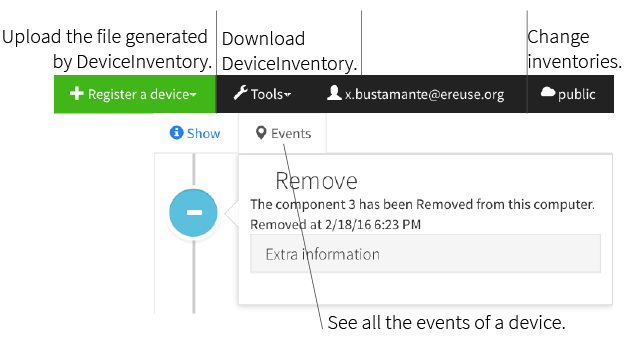 Upload the file generated
by DeviceInventory.
Download
DeviceInventory.
Change
inventories.
Register a device
Tools
x.bustamante@ereuse.org
public
Show
Events
Remove
The component 3 has been Removed from this computer.
Removed at 2/18/16 6:23 PM
Extra information
See all the events of a device.